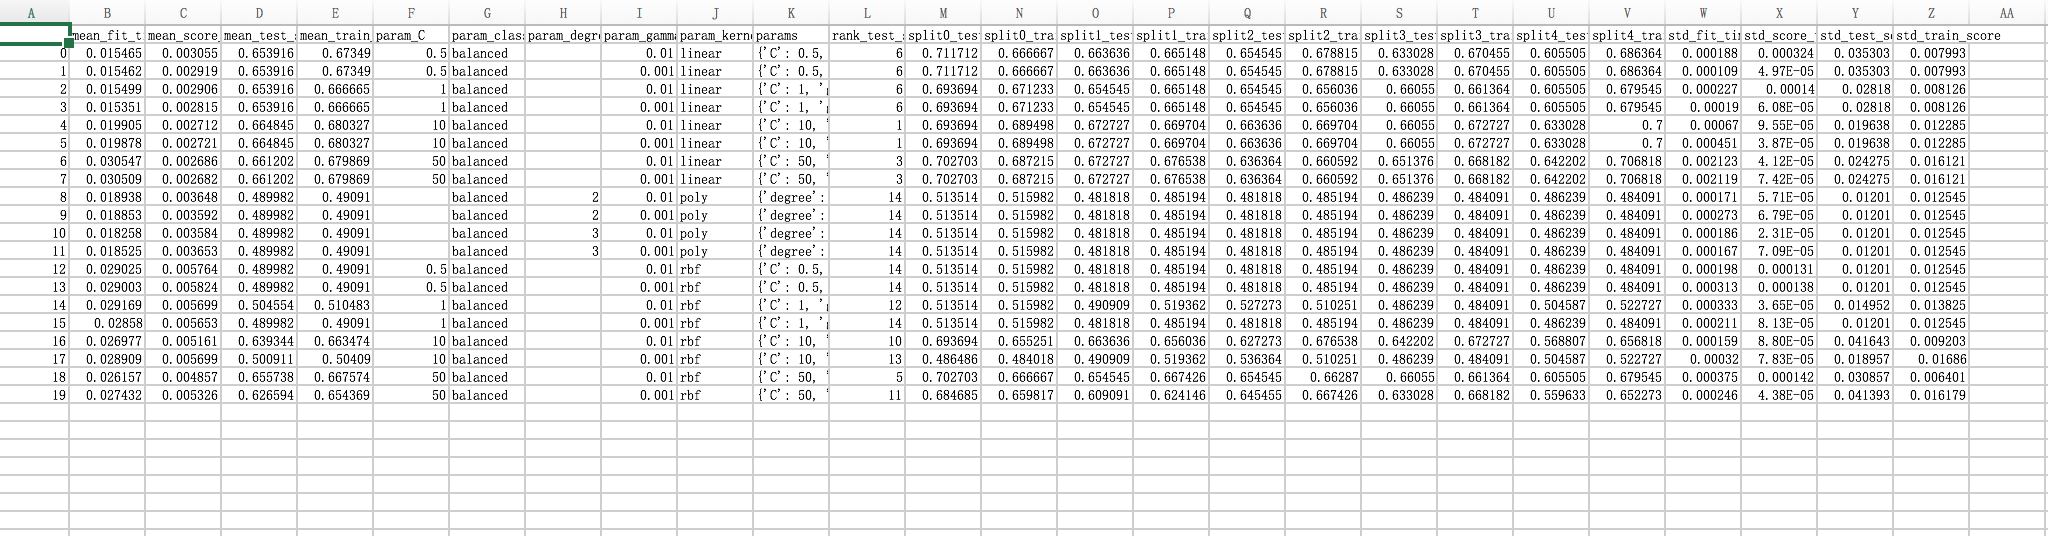 A B C D E F G H I J K L M N O P Q R S T U V W X Y Z AA
mean_fit_t mean_score_ mean_test_s mean_train_ param_C param_clas param_degre param_gamma param_kerne params rank_test_s split0_tes split0_tra split1_tes split1_tra split2_tes split2_tra split3_tes split3_tra split4_tes split4_tra std_fit_ti std_score_ std_test_sc std_train_score
0 0.015465 0.003055 0.653916 0.67349 0.5 balanced 0.01 linear {'C': 0.5, 6 0.711712 0.666667 0.663636 0.665148 0.654545 0.678815 0.633028 0.670455 0.605505 0.686364 0.000188 0.000324 0.035303 0.007993
1 0.015462 0.002919 0.653916 0.67349 0.5 balanced 0.001 linear {'C': 0.5, 6 0.711712 0.666667 0.663636 0.665148 0.654545 0.678815 0.633028 0.670455 0.605505 0.686364 0.000109 4.97E-05 0.035303 0.007993
2 0.015499 0.002906 0.653916 0.666665 1 balanced 0.01 linear {'C': 1, ' 6 0.693694 0.671233 0.654545 0.665148 0.654545 0.656036 0.66055 0.661364 0.605505 0.679545 0.000227 0.00014 0.02818 0.008126
3 0.015351 0.002815 0.653916 0.666665 1 balanced 0.001 linear {'C': 1, ' 6 0.693694 0.671233 0.654545 0.665148 0.654545 0.656036 0.66055 0.661364 0.605505 0.679545 0.00019 6.08E-05 0.02818 0.008126
4 0.019905 0.002712 0.664845 0.680327 10 balanced 0.01 linear {'C': 10, ' 1 0.693694 0.689498 0.672727 0.669704 0.663636 0.669704 0.66055 0.672727 0.633028 0.7 0.00067 9.55E-05 0.019638 0.012285
5 0.019878 0.002721 0.664845 0.680327 10 balanced 0.001 linear {'C': 10, ' 1 0.693694 0.689498 0.672727 0.669704 0.663636 0.669704 0.66055 0.672727 0.633028 0.7 0.000451 3.87E-05 0.019638 0.012285
6 0.030547 0.002686 0.661202 0.679869 50 balanced 0.01 linear {'C': 50, ' 3 0.702703 0.687215 0.672727 0.676538 0.636364 0.660592 0.651376 0.668182 0.642202 0.706818 0.002123 4.12E-05 0.024275 0.016121
7 0.030509 0.002682 0.661202 0.679869 50 balanced 0.001 linear {'C': 50, ' 3 0.702703 0.687215 0.672727 0.676538 0.636364 0.660592 0.651376 0.668182 0.642202 0.706818 0.002119 7.42E-05 0.024275 0.016121
8 0.018938 0.003648 0.489982 0.49091 balanced 2 0.01 poly {'degree': 14 0.513514 0.515982 0.481818 0.485194 0.481818 0.485194 0.486239 0.484091 0.486239 0.484091 0.000171 5.71E-05 0.01201 0.012545
9 0.018853 0.003592 0.489982 0.49091 balanced 2 0.001 poly {'degree': 14 0.513514 0.515982 0.481818 0.485194 0.481818 0.485194 0.486239 0.484091 0.486239 0.484091 0.000273 6.79E-05 0.01201 0.012545
10 0.018258 0.003584 0.489982 0.49091 balanced 3 0.01 poly {'degree': 14 0.513514 0.515982 0.481818 0.485194 0.481818 0.485194 0.486239 0.484091 0.486239 0.484091 0.000186 2.31E-05 0.01201 0.012545
11 0.018525 0.003653 0.489982 0.49091 balanced 3 0.001 poly {'degree': 14 0.513514 0.515982 0.481818 0.485194 0.481818 0.485194 0.486239 0.484091 0.486239 0.484091 0.000167 7.09E-05 0.01201 0.012545
12 0.029025 0.005764 0.489982 0.49091 0.5 balanced 0.01 rbf {'C': 0.5, 14 0.513514 0.515982 0.481818 0.485194 0.481818 0.485194 0.486239 0.484091 0.486239 0.484091 0.000198 0.000131 0.01201 0.012545
13 0.029003 0.005824 0.489982 0.49091 0.5 balanced 0.001 rbf {'C': 0.5, 14 0.513514 0.515982 0.481818 0.485194 0.481818 0.485194 0.486239 0.484091 0.486239 0.484091 0.000313 0.000138 0.01201 0.012545
14 0.029169 0.005699 0.504554 0.510483 1 balanced 0.01 rbf {'C': 1, ' 12 0.513514 0.515982 0.490909 0.519362 0.527273 0.510251 0.486239 0.484091 0.504587 0.522727 0.000333 3.65E-05 0.014952 0.013825
15 0.02858 0.005653 0.489982 0.49091 1 balanced 0.001 rbf {'C': 1, ' 14 0.513514 0.515982 0.481818 0.485194 0.481818 0.485194 0.486239 0.484091 0.486239 0.484091 0.000211 8.13E-05 0.01201 0.012545
16 0.026977 0.005161 0.639344 0.663474 10 balanced 0.01 rbf {'C': 10, ' 10 0.693694 0.655251 0.663636 0.656036 0.627273 0.676538 0.642202 0.672727 0.568807 0.656818 0.000159 8.80E-05 0.041643 0.009203
17 0.028909 0.005699 0.500911 0.50409 10 balanced 0.001 rbf {'C': 10, ' 13 0.486486 0.484018 0.490909 0.519362 0.536364 0.510251 0.486239 0.484091 0.504587 0.522727 0.00032 7.83E-05 0.018957 0.01686
18 0.026157 0.004857 0.655738 0.667574 50 balanced 0.01 rbf {'C': 50, ' 5 0.702703 0.666667 0.654545 0.667426 0.654545 0.66287 0.66055 0.661364 0.605505 0.679545 0.000375 0.000142 0.030857 0.006401
19 0.027432 0.005326 0.626594 0.654369 50 balanced 0.001 rbf {'C': 50, ' 11 0.684685 0.659817 0.609091 0.624146 0.645455 0.667426 0.633028 0.668182 0.559633 0.652273 0.000246 4.38E-05 0.041393 0.016179